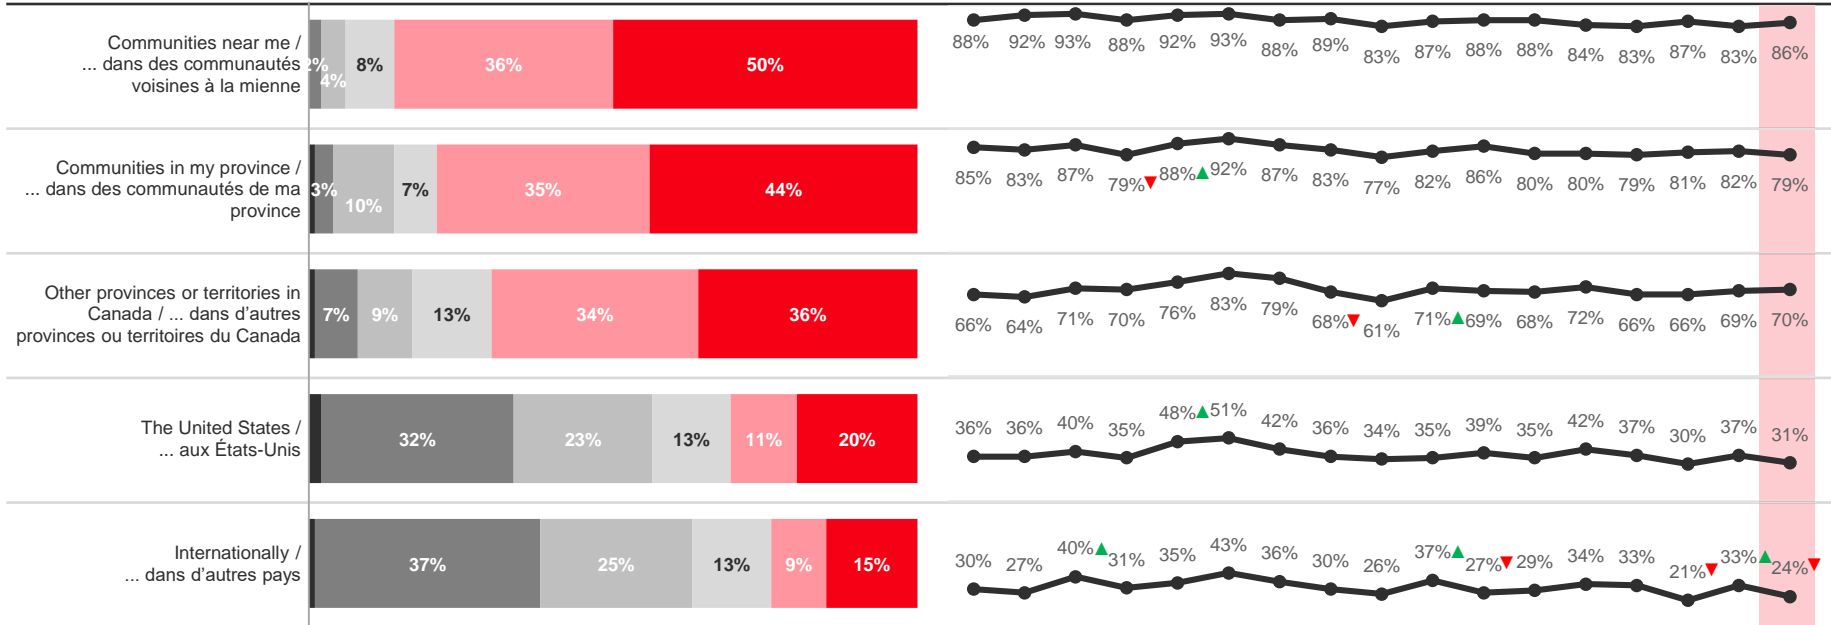 Communities near me /
... dans des communautés
voisines à la mienne
2%
4%
8%
36%
50%
88% 92% 93% 88% 92% 93% 88% 89% 83% 87% 88% 88% 84% 83% 87% 83% 86%
Communities in my province /
... dans des communautés de ma
province
3%
10%
7%
35%
44%
85% 83% 87% 79%▼ 88%▲ 92% 87% 83% 77% 82% 86% 80% 80% 79% 81% 82% 79%
Other provinces or territories in
Canada / ... dans d'autres
provinces ou territoires du Canada
7%
9%
13%
34%
36%
66% 64% 71% 70% 76% 83% 79% 68%▼ 61% 71%▲ 69% 68% 72% 66% 66% 69% 70%
The United States /
... aux États-Unis
32%
23%
13%
11%
20%
36% 36% 40% 35% 48%▲ 51% 42% 36% 34% 35% 39% 35% 42% 37% 30% 37% 31%
Internationally /
... dans d'autres pays
37%
25%
13%
9%
15%
30% 27% 40%▲ 31% 35% 43% 36% 30% 26% 37%▲ 27%▼ 29% 34% 33% 21%▼ 33%▲ 24%▼